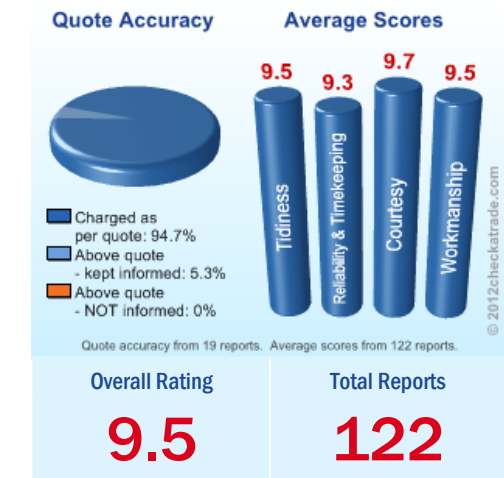 Quote Accuracy
Average Scores
9.5
9.3
9.7
9.5
Tidiness
Reliability & Timekeeping
Courtesy
Workmanship
Charged as
per quote: 94.7%
Above quote
- kept informed: 5.3%
Above quote
- NOT informed: 0%
© 2012checkatrade.com
Quote accuracy from 19 reports. Average scores from 122 reports.
Overall Rating
9.5
Total Reports
122